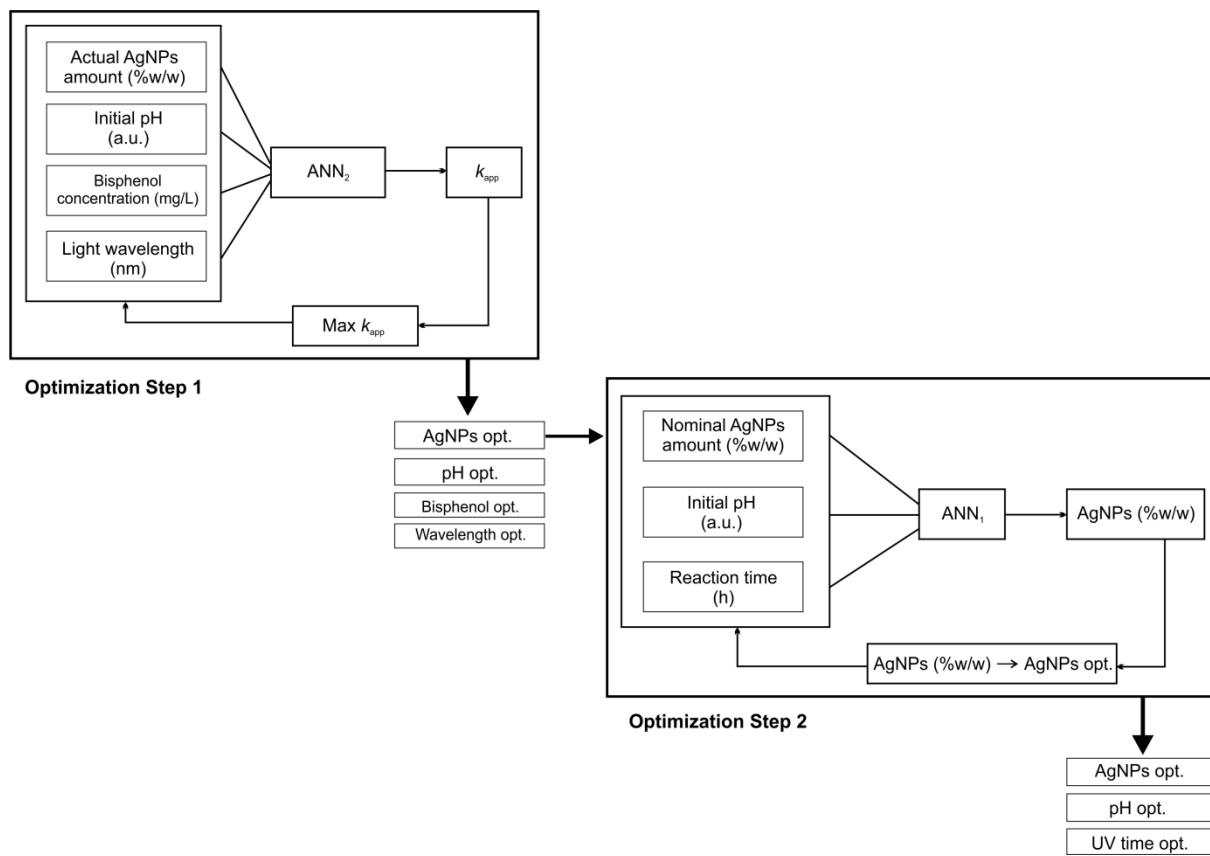 Actual AgNPs
amount (%w/w)
Initial pH
(a.u.)
Bisphenol
concentration (mg/L)
Light wavelength
(nm)
ANN₂
k_app
Max k_app
Optimization Step 1
AgNPs opt.
pH opt.
Bisphenol opt.
Wavelength opt.
Nominal AgNPs
amount (%w/w)
Initial pH
(a.u.)
Reaction time
(h)
ANN₁
AgNPs (%w/w)
AgNPs (%w/w) → AgNPs opt.
Optimization Step 2
AgNPs opt.
pH opt.
UV time opt.